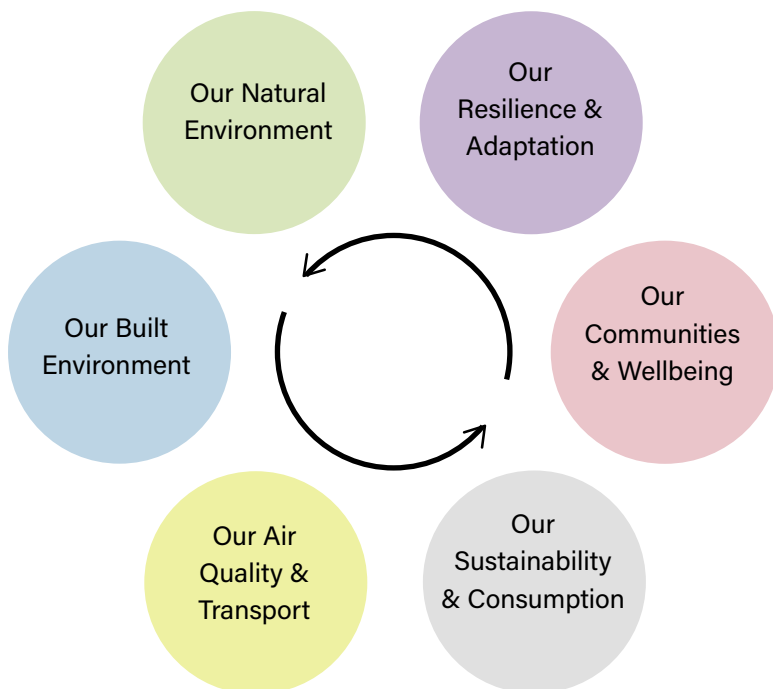 Our Natural
Environment
Our
Resilience &
Adaptation
Our Built
Environment
Our
Communities
& Wellbeing
Our Air
Quality &
Transport
Our
Sustainability
& Consumption